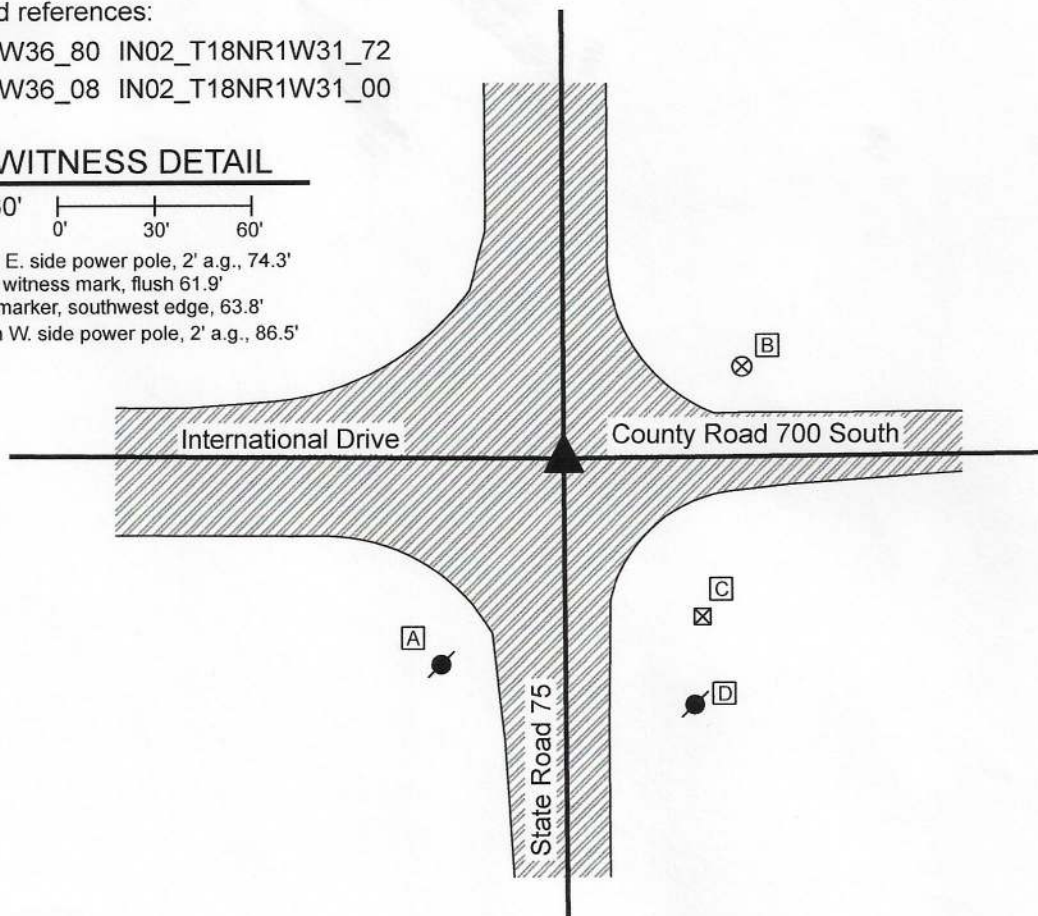 references:
W36_80 IN02_T18NR1W31_72
W36_08 IN02_T18NR1W31_00
WITNESS DETAIL
0' 30' 60'
E. side power pole, 2' a.g., 74.3'
witness mark, flush 61.9'
marker, southwest edge, 63.8'
W. side power pole, 2' a.g., 86.5'
B
International Drive
County Road 700 South
C
A
D
State Road 75